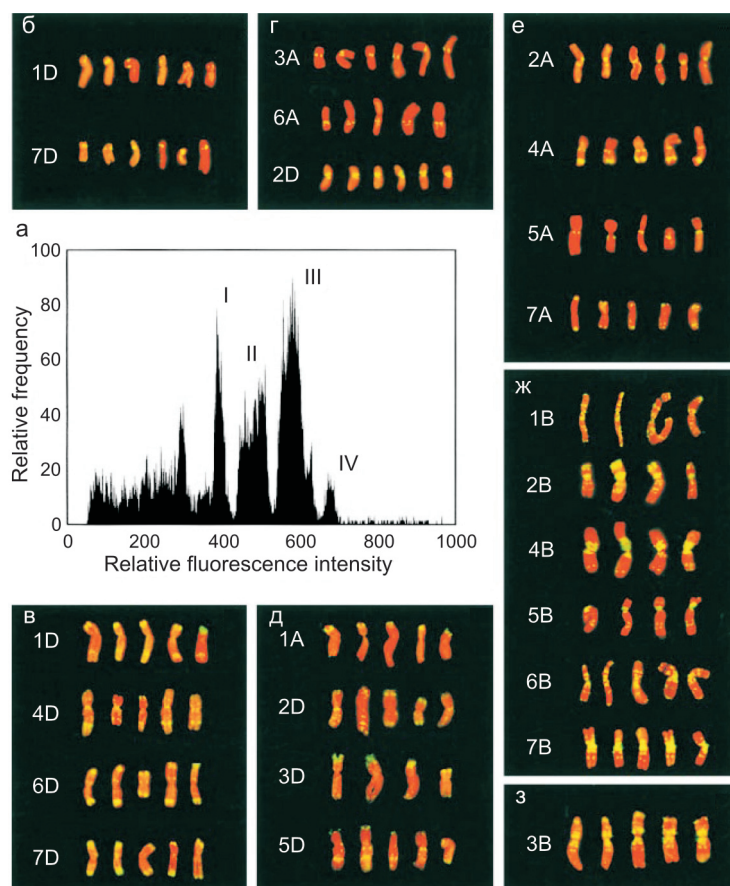 б
1D
7D
г
3A
6A
2D
е
2A
4A
5A
7A
а
100
80
60
40
20
0
Relative frequency
I
II
III
IV
0 200 400 600 800 1000
Relative fluorescence intensity
ж
1B
2B
4B
5B
6B
7B
в
1D
4D
6D
7D
д
1A
2D
3D
5D
з
3B